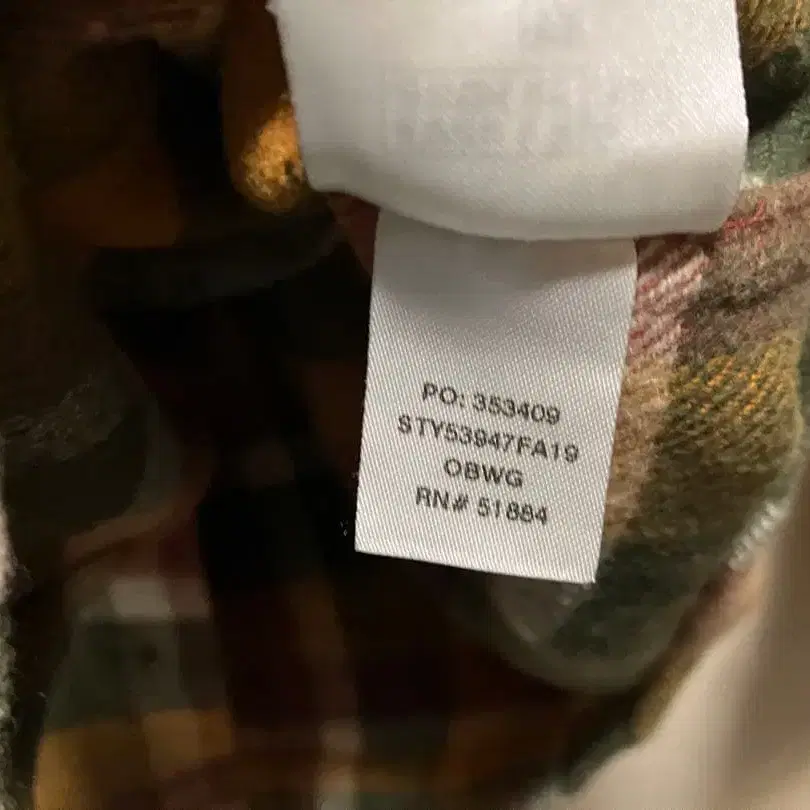 PO: 353409
STY53947FA19
OBWG
RN# 51884